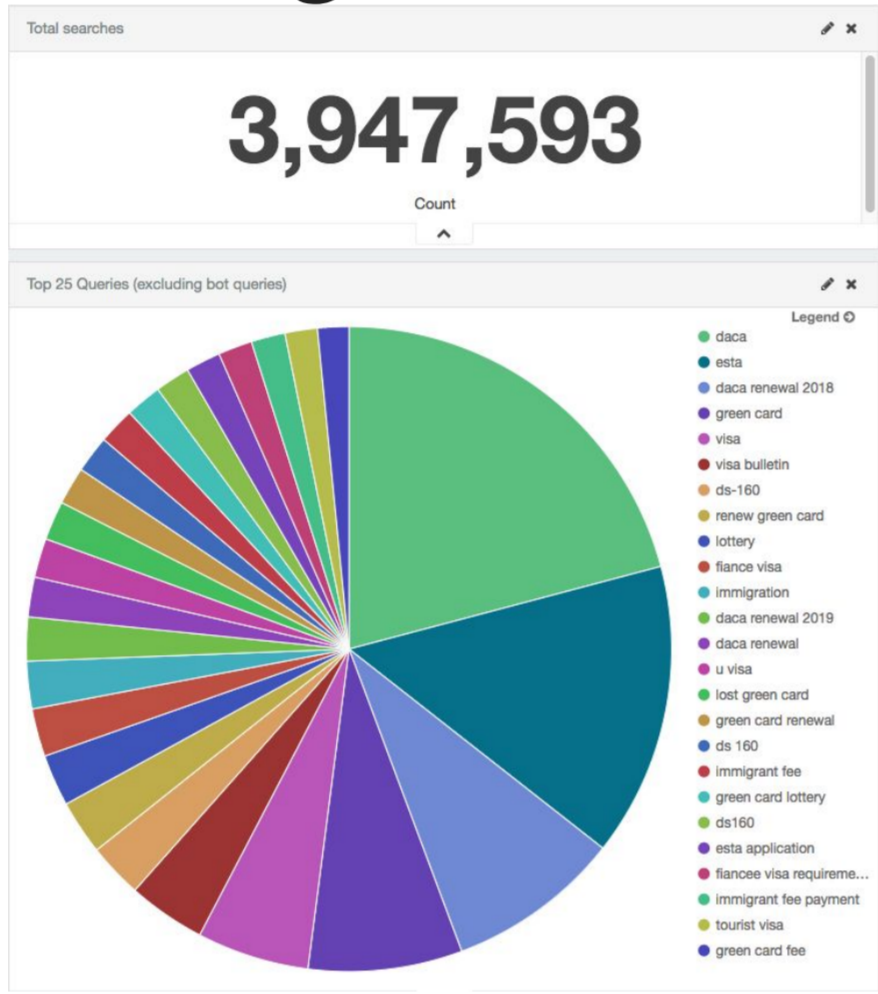 Total searches
3,947,593
Count
Top 25 Queries (excluding bot queries)
Legend
daca
esta
daca renewal 2018
green card
visa
visa bulletin
ds-160
renew green card
lottery
fiance visa
immigration
daca renewal 2019
daca renewal
u visa
lost green card
green card renewal
ds 160
immigrant fee
green card lottery
ds160
esta application
fiancee visa requireme...
immigrant fee payment
tourist visa
green card fee